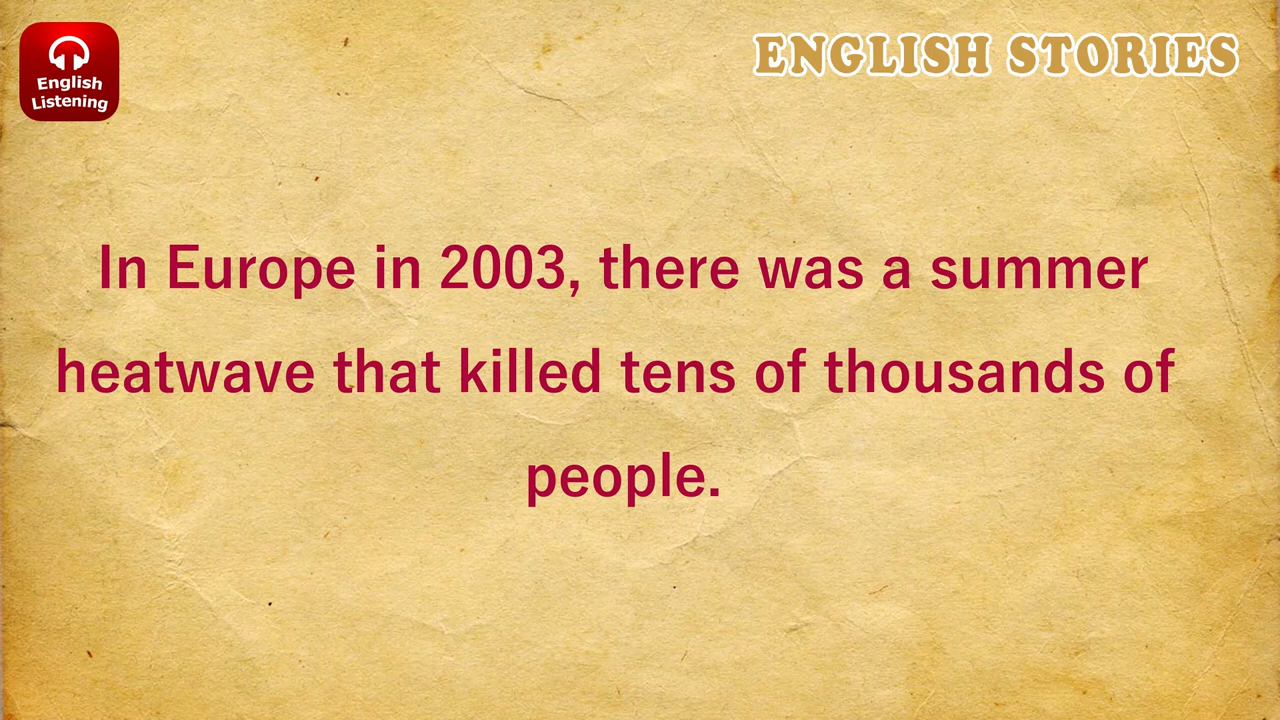 English
Listening
ENGLISH STORIES
In Europe in 2003, there was a summer
heatwave that killed tens of thousands of
people.